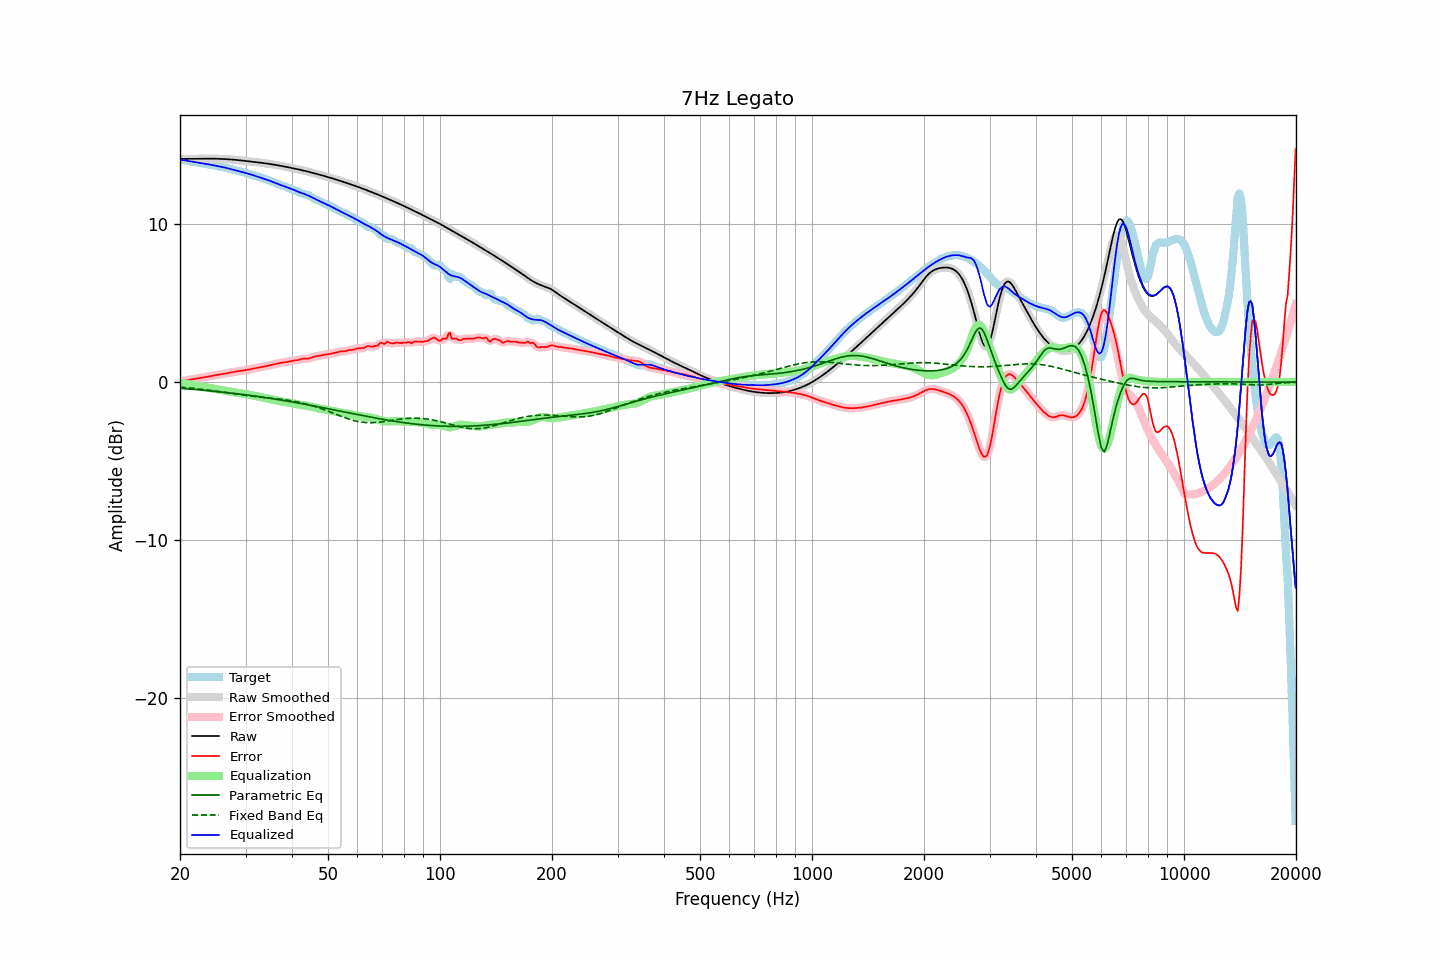 7Hz Legato
10
0
−10
−20
Amplitude (dBr)
Target
Raw Smoothed
Error Smoothed
Raw
Error
Equalization
Parametric Eq
Fixed Band Eq
Equalized
20 50 100 200 500 1000 2000 5000 10000 20000
Frequency (Hz)